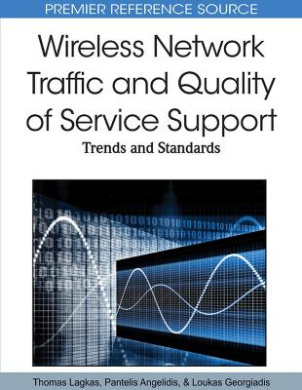 PREMIER REFERENCE SOURCE
Wireless Network
Traffic and Quality
of Service Support
Trends and Standards
Thomas Lagkas, Pantelis Angelidis, & Loukas Georgiadis